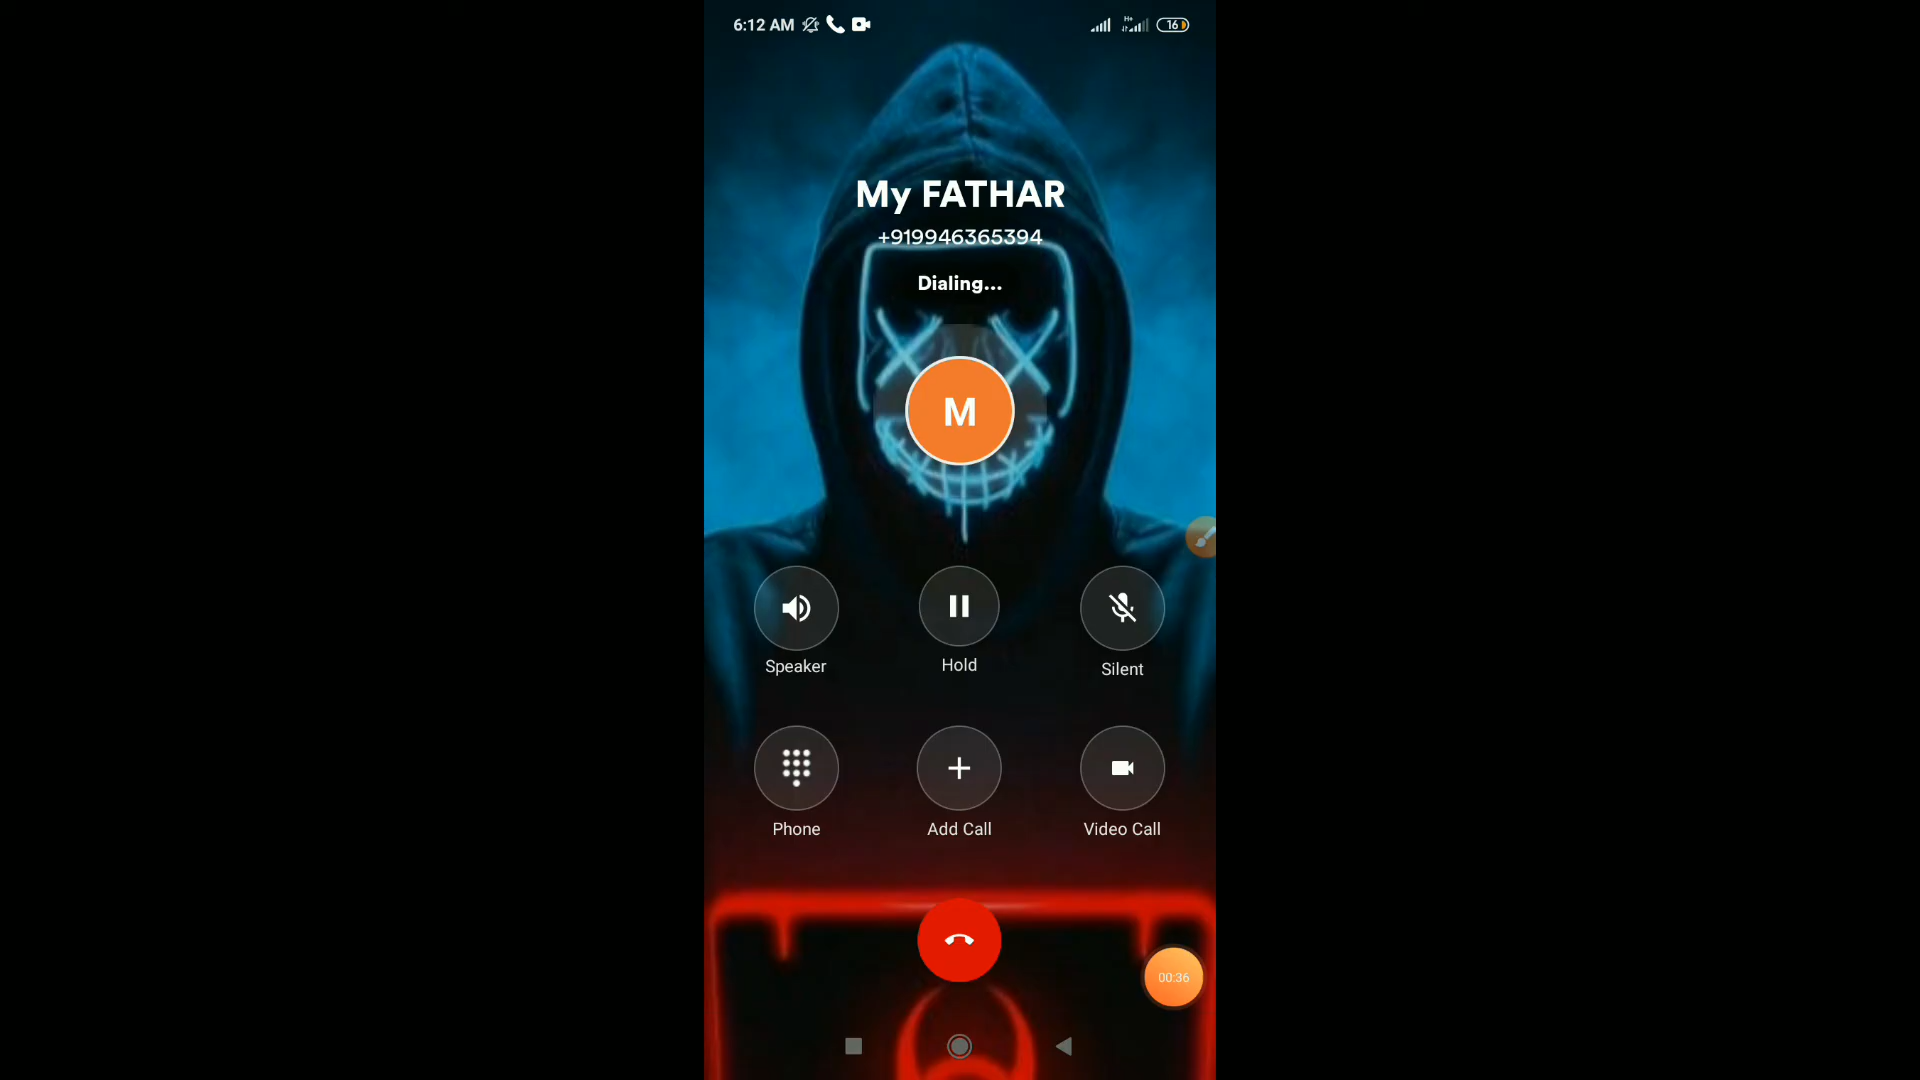 6:12 AM
H+
16
My FATHAR
+919946365394
Dialing...
M
Speaker
Hold
Silent
Phone
Add Call
Video Call
00:36